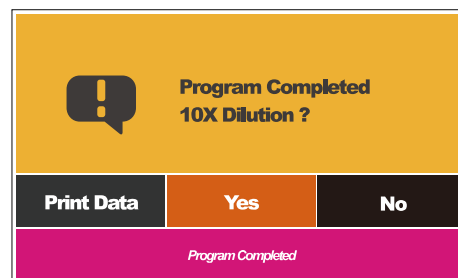 Program Completed
10X Dilution ?
Print Data
Yes
No
Program Completed